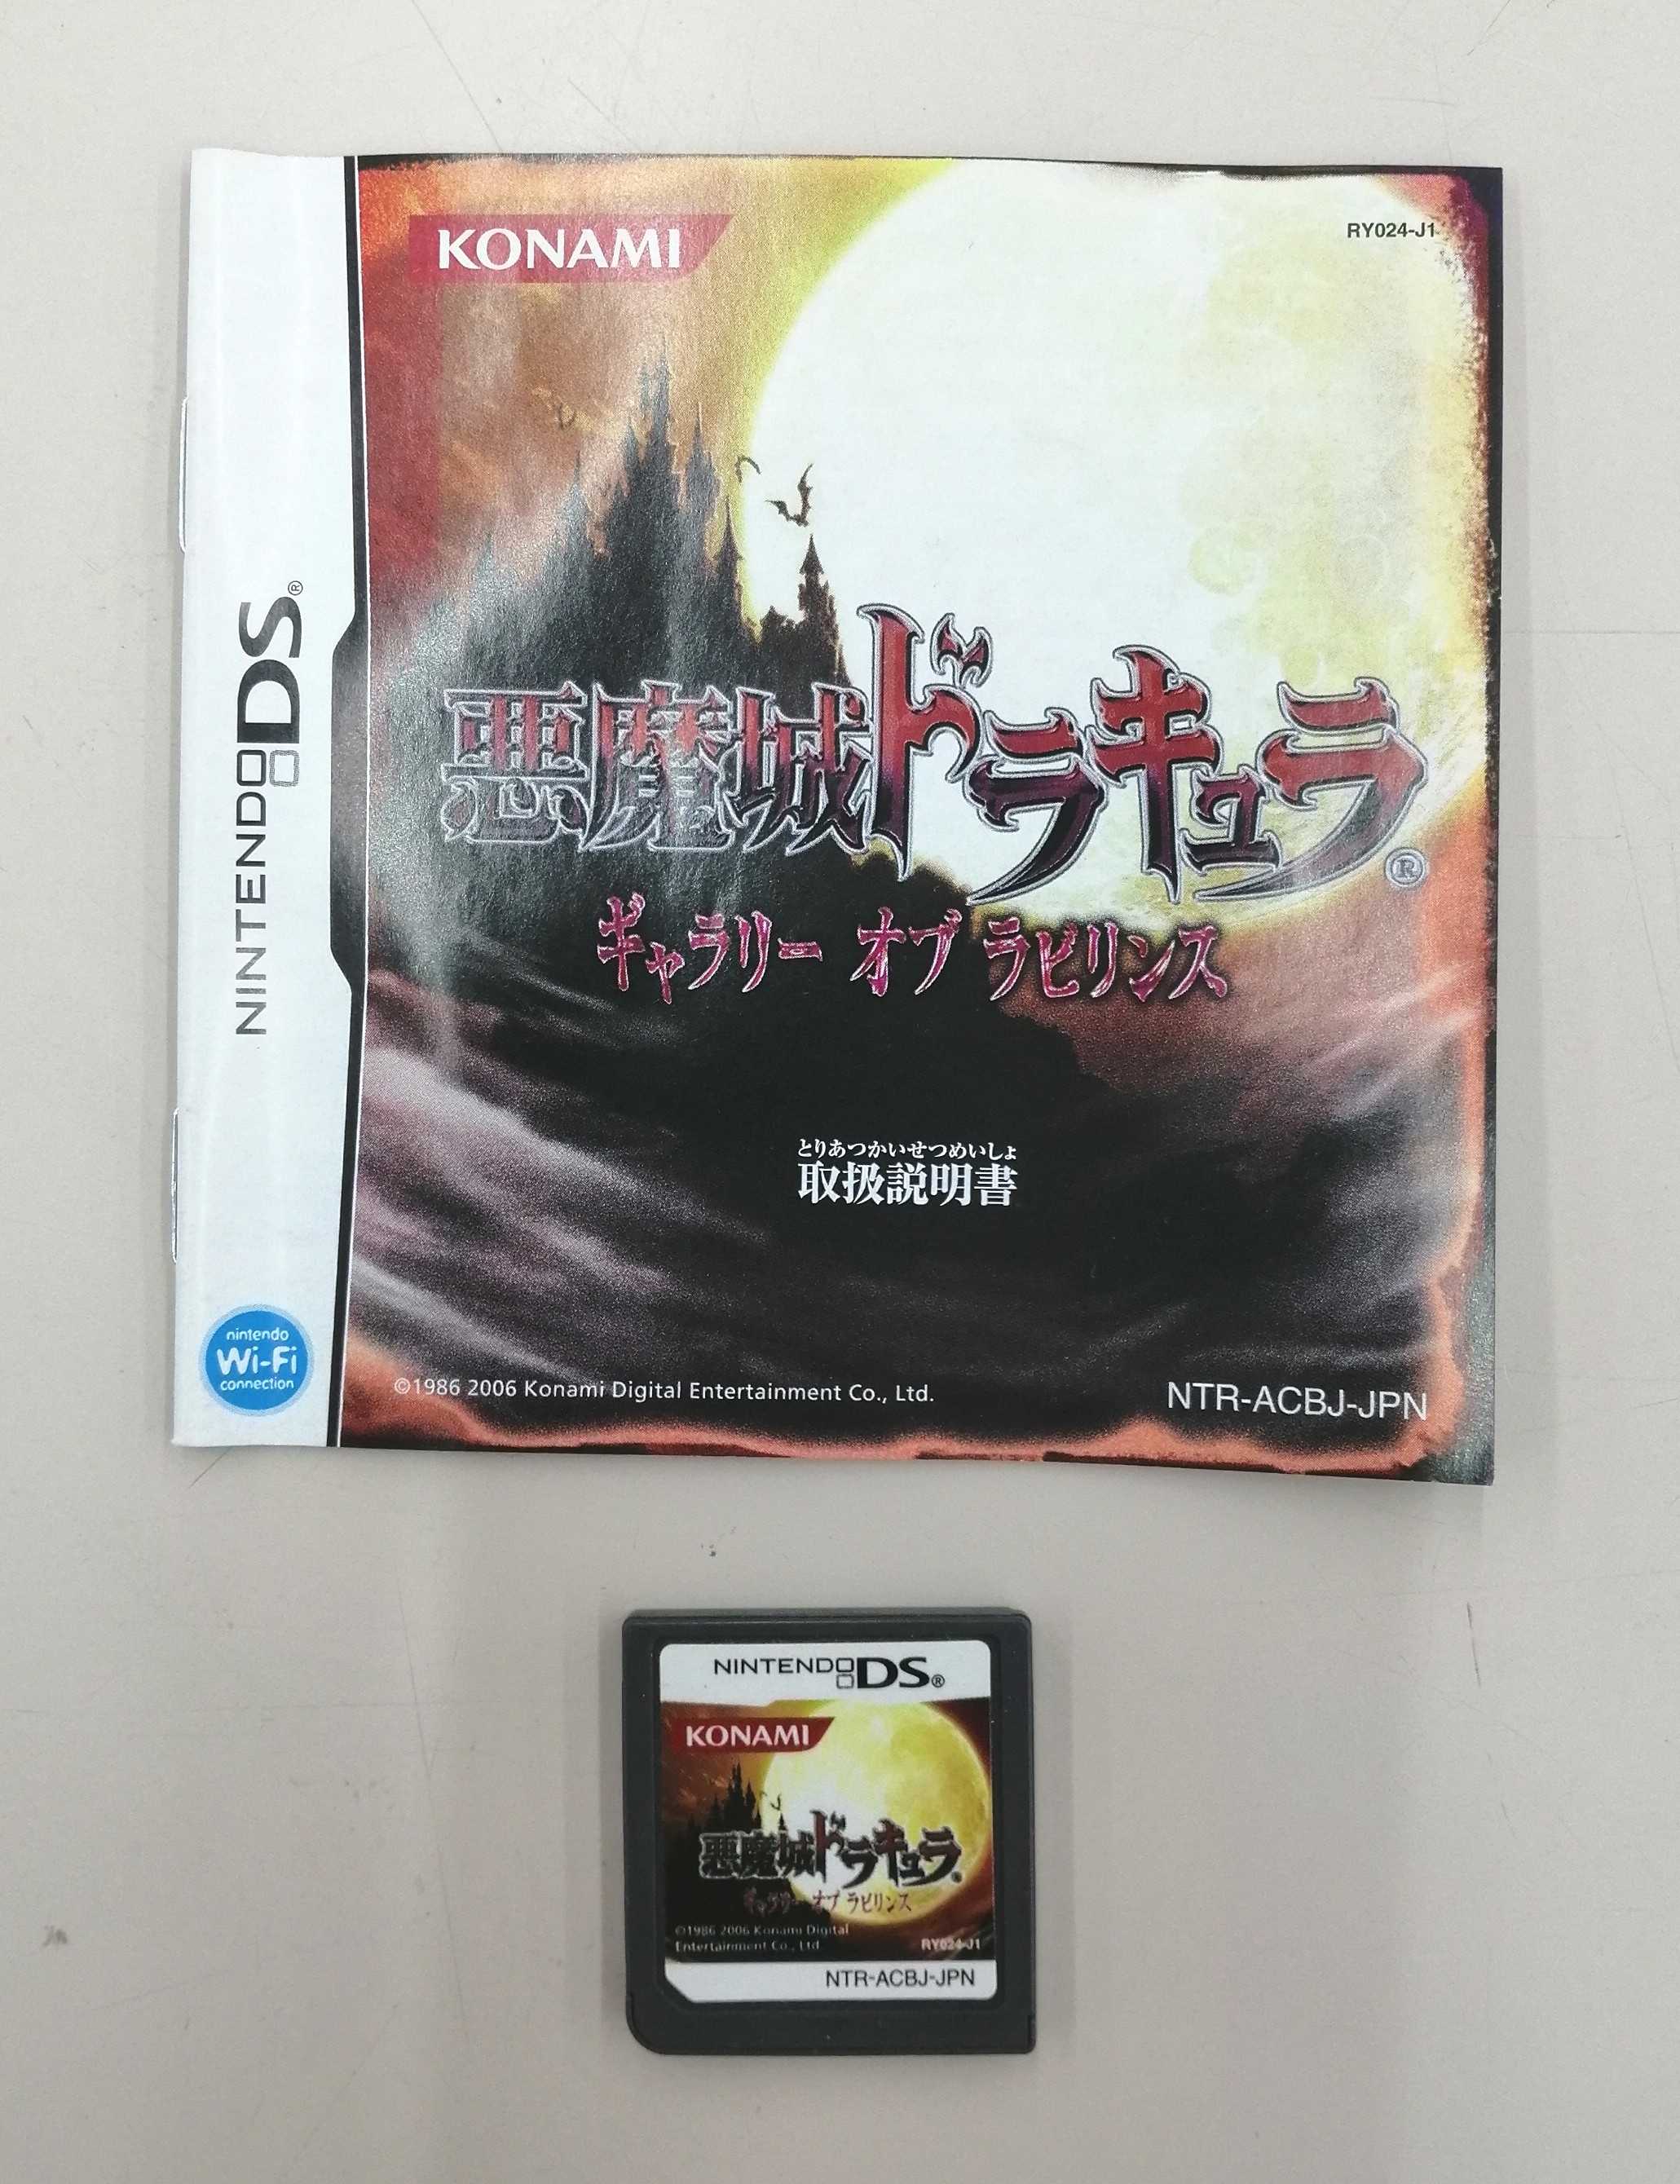 KONAMI
RY024-J1
NINTENDO DS®
悪魔城ドラキュラ®
ギャラリー オブ ラビリンス
とりあつかいせつめいしょ
取扱説明書
nintendo
Wi-Fi
connection
©1986 2006 Konami Digital Entertainment Co., Ltd.
NTR-ACBJ-JPN
NINTENDO DS®
KONAMI
悪魔城ドラキュラ®
ギャラリー オブ ラビリンス
©1986 2006 Konami Digital
Entertainment Co., Ltd.
RY024-J1
NTR-ACBJ-JPN